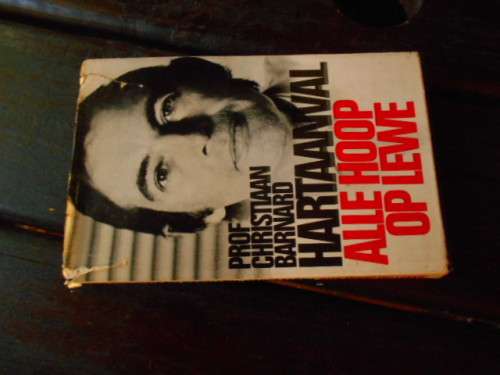 PROF
CHRISTIAAN
BARNARD
HARTAANVAL
ALLE HOOP
OP LEWE